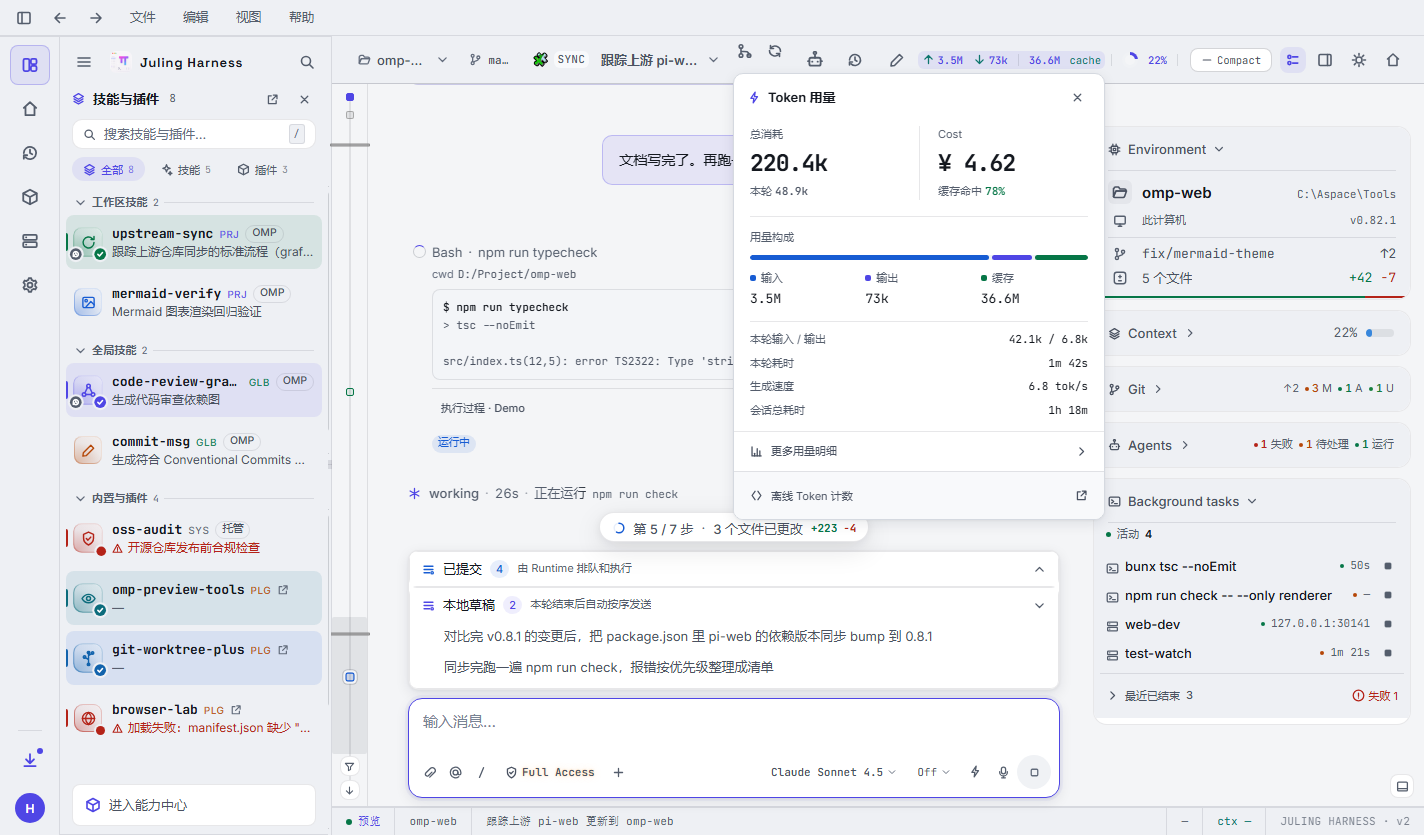 文件 编辑 视图 帮助
Juling Harness
技能与插件 8
搜索技能与插件... /
全部 8 技能 5 插件 3
工作区技能 2
upstream-sync PRJ OMP
跟踪上游仓库同步的标准流程（graf...
mermaid-verify PRJ OMP
Mermaid 图表渲染回归验证
全局技能 2
code-review-gra... GLB OMP
生成代码审查依赖图
commit-msg GLB OMP
生成符合 Conventional Commits ...
内置与插件 4
oss-audit SYS 托管
开源仓库发布前合规检查
omp-preview-tools PLG
—
git-worktree-plus PLG
—
browser-lab PLG
加载失败：manifest.json 缺少 "...
进入能力中心
H
omp-... ma... SYNC 跟踪上游 pi-w... ↑ 3.5M ↓ 73k 36.6M cache 22% — Compact
文档写完了。再跑
Bash · npm run typecheck
cwd D:/Project/omp-web
$ npm run typecheck
> tsc --noEmit
src/index.ts(12,5): error TS2322: Type 'stri
执行过程 · Demo
运行中
working · 26s · 正在运行 npm run check
第 5 / 7 步 · 3 个文件已更改 +223 -4
已提交 4 由 Runtime 排队和执行
本地草稿 2 本轮结束后自动按序发送
对比完 v0.8.1 的变更后，把 package.json 里 pi-web 的依赖版本同步 bump 到 0.8.1
同步完跑一遍 npm run check，报错按优先级整理成清单
输入消息...
@ / Full Access + Claude Sonnet 4.5 Off
Token 用量
总消耗 Cost
220.4k ¥ 4.62
本轮 48.9k 缓存命中 78%
用量构成
输入 输出 缓存
3.5M 73k 36.6M
本轮输入 / 输出 42.1k / 6.8k
本轮耗时 1m 42s
生成速度 6.8 tok/s
会话总耗时 1h 18m
更多用量明细
离线 Token 计数
Environment
omp-web C:\Aspace\Tools
此计算机 v0.82.1
fix/mermaid-theme ↑2
5 个文件 +42 -7
Context 22%
Git ↑2 3 M 1 A 1 U
Agents 1 失败 1 待处理 1 运行
Background tasks
活动 4
bunx tsc --noEmit 50s
npm run check -- --only renderer —
web-dev 127.0.0.1:30141
test-watch 1m 21s
最近已结束 3 失败 1
预览 omp-web 跟踪上游 pi-web 更新到 omp-web — ctx — JULING HARNESS · v2